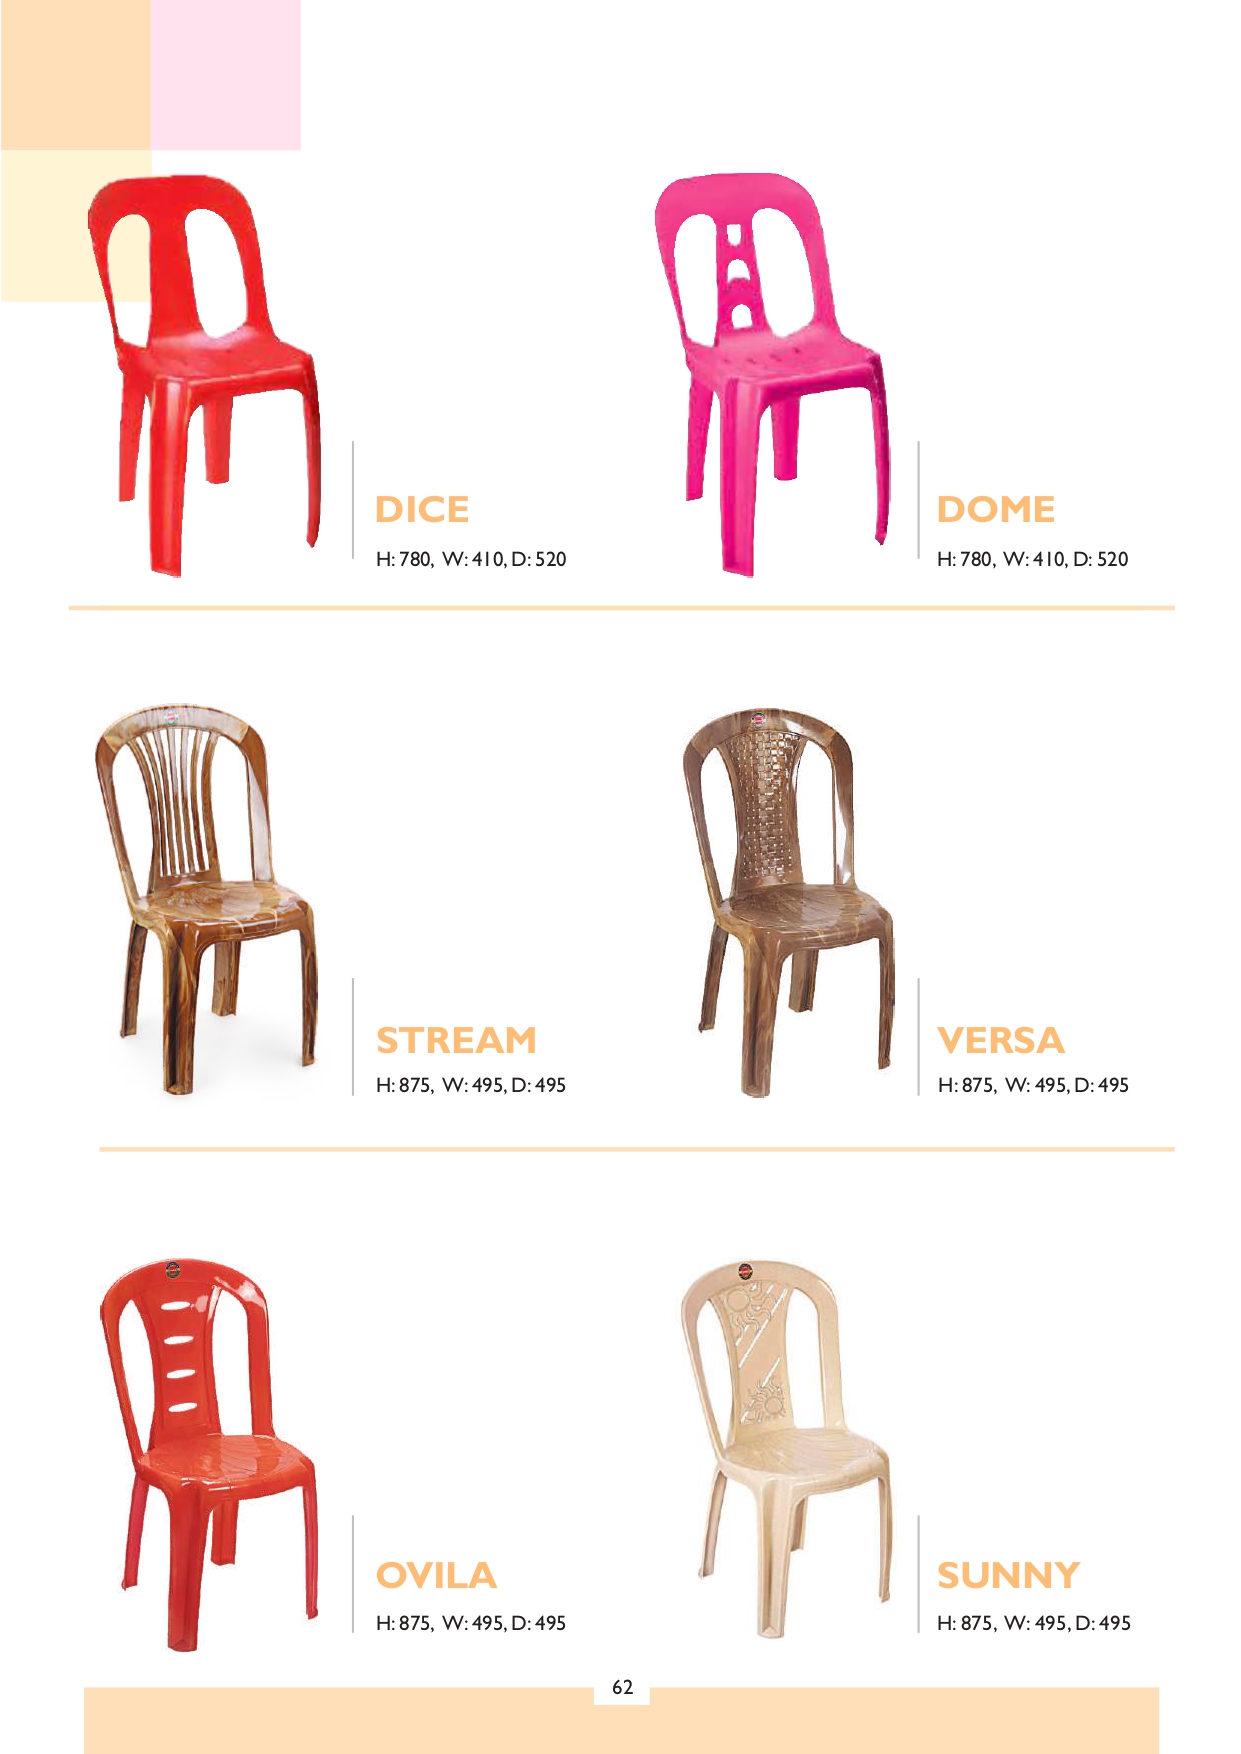 DICE
H: 780, W: 410, D: 520
DOME
H: 780, W: 410, D: 520
STREAM
H: 875, W: 495, D: 495
VERSA
H: 875, W: 495, D: 495
OVILA
H: 875, W: 495, D: 495
SUNNY
H: 875, W: 495, D: 495
62